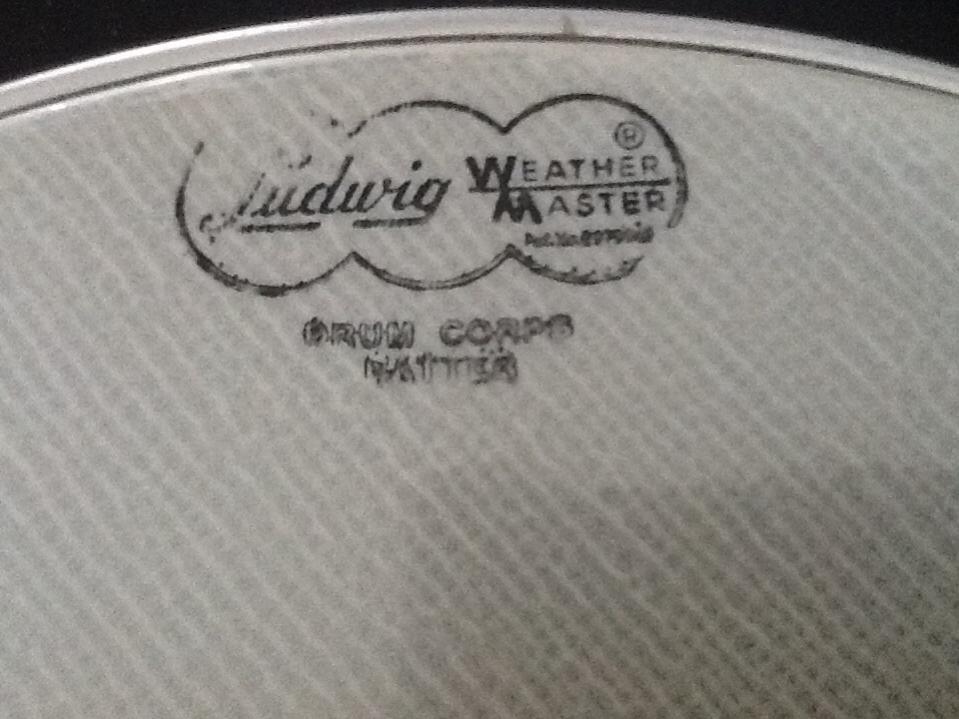 Ludwig WEATHER MASTER ®
DRUM CORPS
BATTER